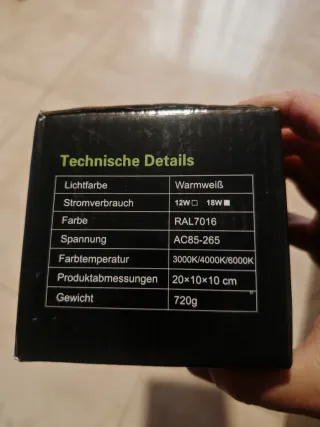 Technische Details
Lichtfarbe Warmweiß
Stromverbrauch 12W □ 18W ■
Farbe RAL7016
Spannung AC85-265
Farbtemperatur 3000K/4000K/6000K
Produktabmessungen 20×10×10 cm
Gewicht 720g